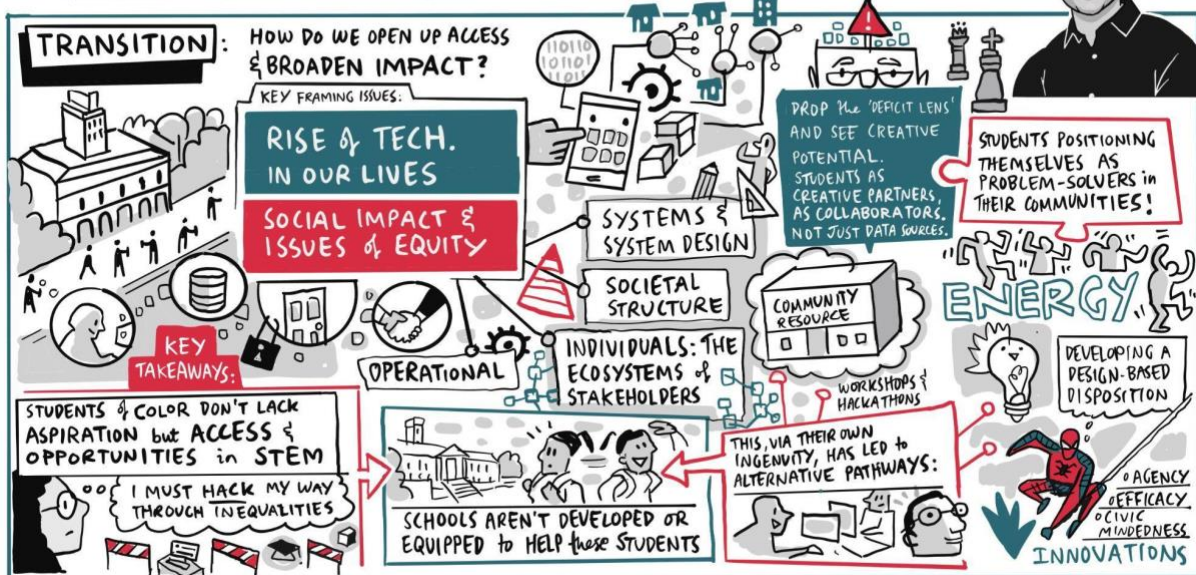 TRANSITION:
HOW DO WE OPEN UP ACCESS
& BROADEN IMPACT?
KEY FRAMING ISSUES:
RISE of TECH.
IN OUR LIVES
SOCIAL IMPACT &
ISSUES of EQUITY
110110
101101
11011
SYSTEMS &
SYSTEM DESIGN
SOCIETAL
STRUCTURE
INDIVIDUALS: THE
ECOSYSTEMS of
STAKEHOLDERS
OPERATIONAL
DROP the 'DEFICIT LENS'
AND SEE CREATIVE
POTENTIAL.
STUDENTS AS
CREATIVE PARTNERS,
AS COLLABORATORS.
NOT JUST DATA SOURCES.
STUDENTS POSITIONING
THEMSELVES AS
PROBLEM-SOLVERS in
THEIR COMMUNITIES!
ENERGY
COMMUNITY
RESOURCE
WORKSHOPS &
HACKATHONS
DEVELOPING A
DESIGN-BASED
DISPOSITION
KEY
TAKEAWAYS:
STUDENTS of COLOR DON'T LACK
ASPIRATION but ACCESS &
OPPORTUNITIES in STEM
I MUST HACK MY WAY
THROUGH INEQUALITIES
SCHOOLS AREN'T DEVELOPED OR
EQUIPPED to HELP these STUDENTS
THIS, VIA THEIR OWN
INGENUITY, HAS LED to
ALTERNATIVE PATHWAYS:
o AGENCY
o EFFICACY
o CIVIC
MINDEDNESS
INNOVATIONS